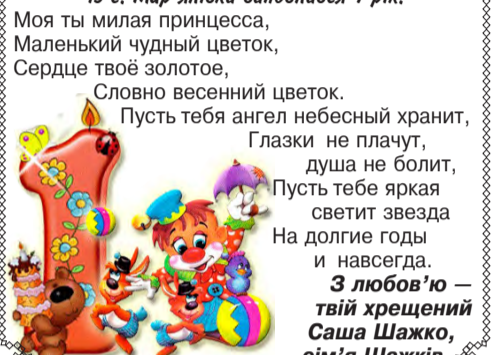 Моя ты милая принцесса,
Маленький чудный цветок,
Сердце твоё золотое,
Словно весенний цветок.
Пусть тебя ангел небесный хранит,
Глазки не плачут,
душа не болит,
Пусть тебе яркая
светит звезда
На долгие годы
и навсегда.
З любов’ю —
твій хрещений
Саша Шажко,
сім’я Шажків